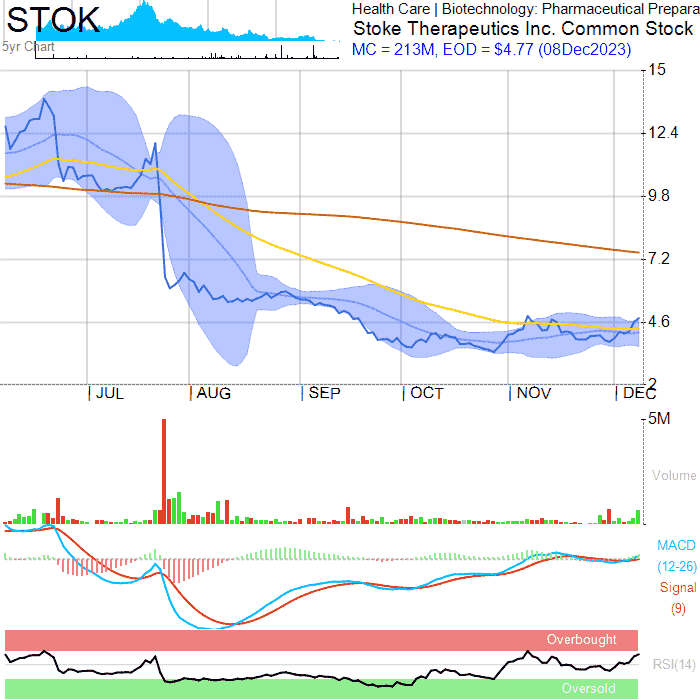 STOK
5yr Chart
Health Care | Biotechnology: Pharmaceutical Prepara
Stoke Therapeutics Inc. Common Stock
MC = 213M, EOD = $4.77 (08Dec2023)
15
12.4
9.8
7.2
4.6
2
JUL AUG SEP OCT NOV DEC
5M
Volume
MACD
(12-26)
Signal
(9)
Overbought
RSI(14)
Oversold